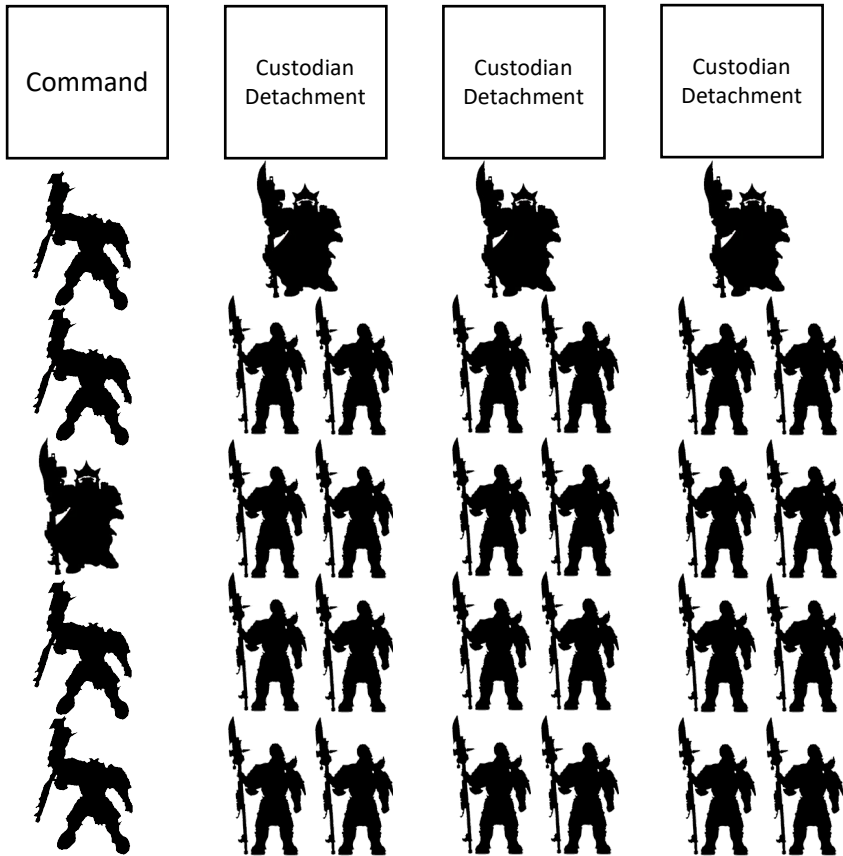 Command
Custodian
Detachment
Custodian
Detachment
Custodian
Detachment